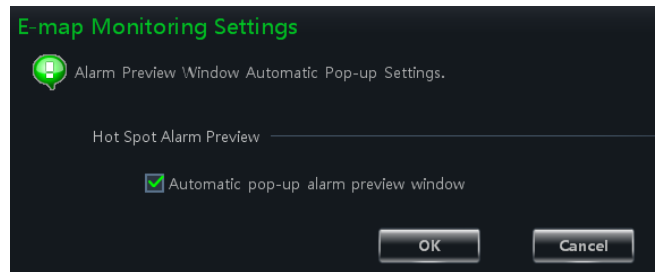 E-map Monitoring Settings
Alarm Preview Window Automatic Pop-up Settings.
Hot Spot Alarm Preview
Automatic pop-up alarm preview window
OK Cancel